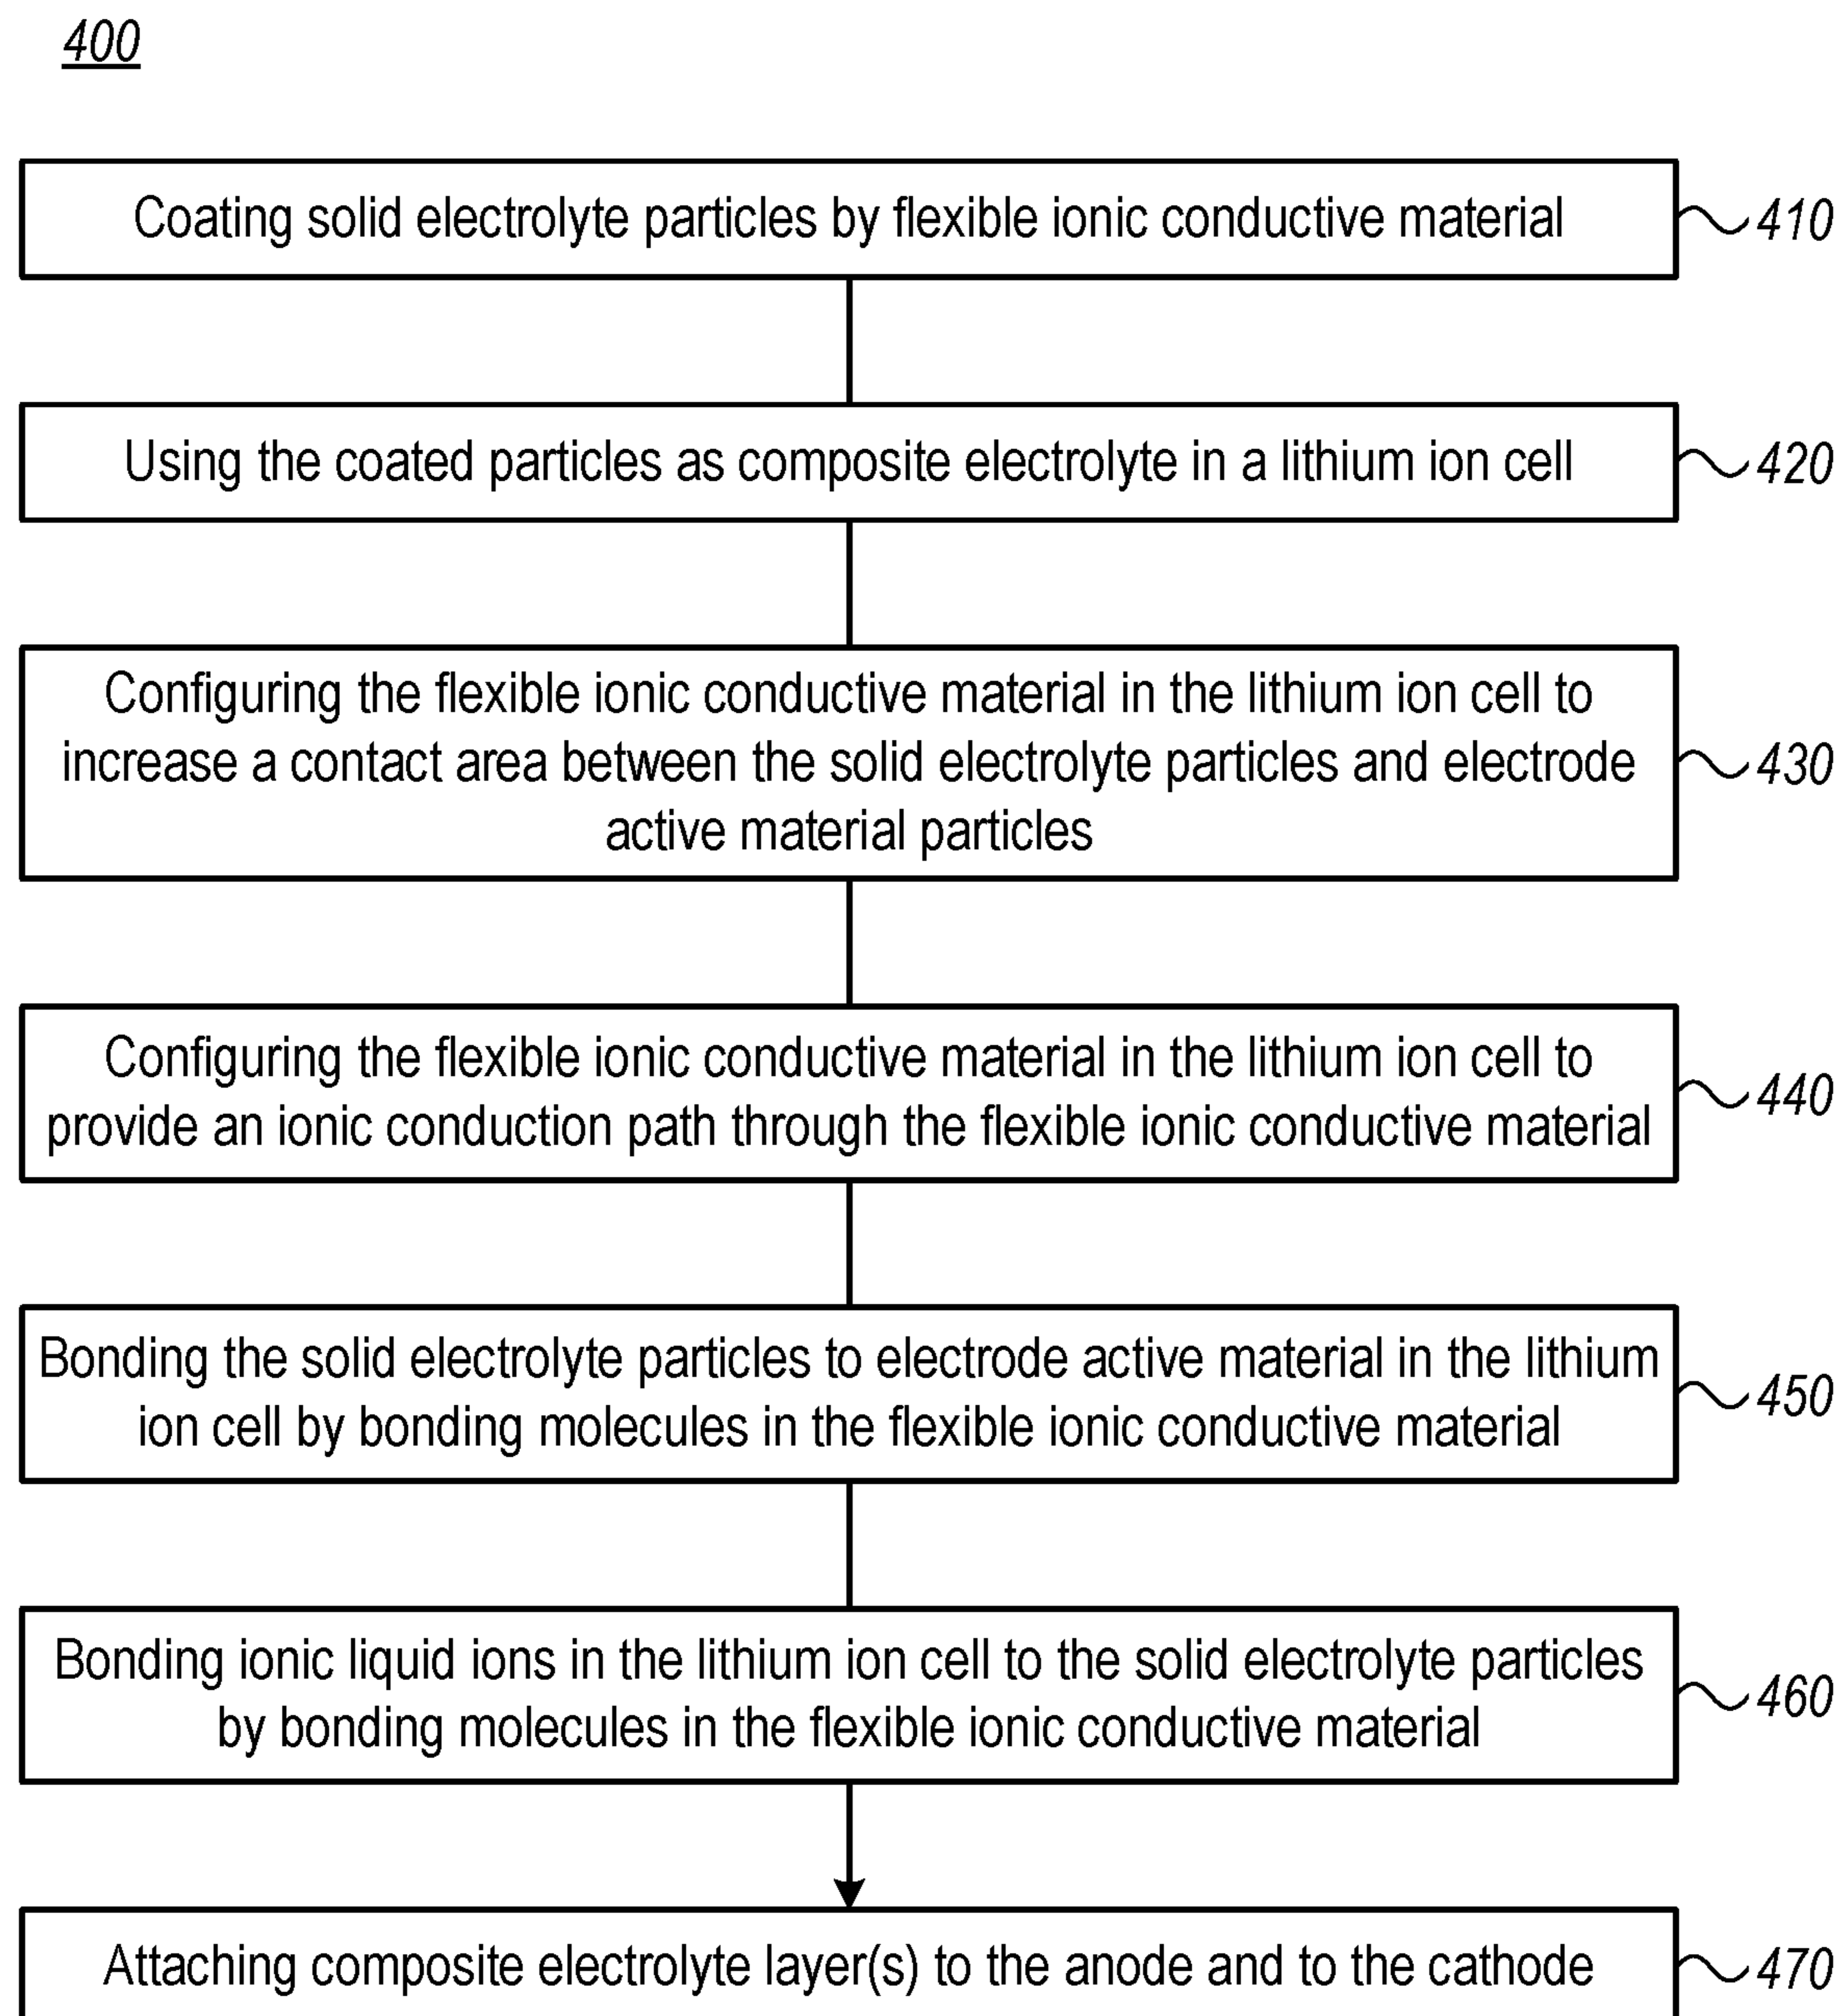 400
Coating solid electrolyte particles by flexible ionic conductive material
410
Using the coated particles as composite electrolyte in a lithium ion cell
420
Configuring the flexible ionic conductive material in the lithium ion cell to
increase a contact area between the solid electrolyte particles and electrode
active material particles
430
Configuring the flexible ionic conductive material in the lithium ion cell to
provide an ionic conduction path through the flexible ionic conductive material
440
Bonding the solid electrolyte particles to electrode active material in the lithium
ion cell by bonding molecules in the flexible ionic conductive material
450
Bonding ionic liquid ions in the lithium ion cell to the solid electrolyte particles
by bonding molecules in the flexible ionic conductive material
460
Attaching composite electrolyte layer(s) to the anode and to the cathode
470